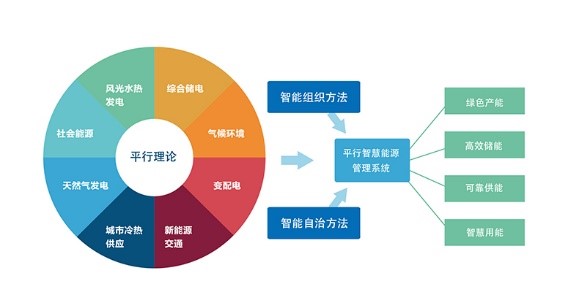 风光水热
发电
综合储电
社会能源
气候环境
平行理论
天然气发电
变配电
城市冷热
供应
新能源
交通
智能组织方法
平行智慧能源
管理系统
智能自治方法
绿色产能
高效储能
可靠供能
智慧用能